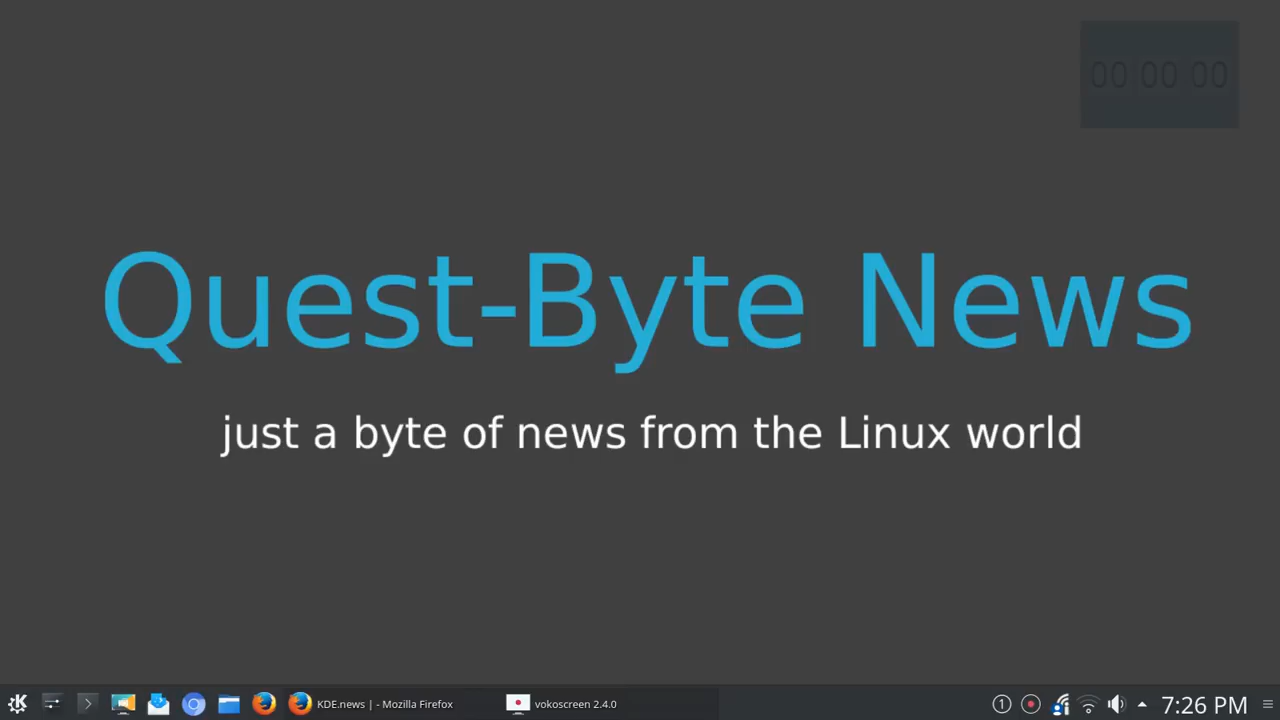 00 00 00
Quest-Byte News
just a byte of news from the Linux world
KDE.news | - Mozilla Firefox
vokoscreen 2.4.0
1
7:26 PM